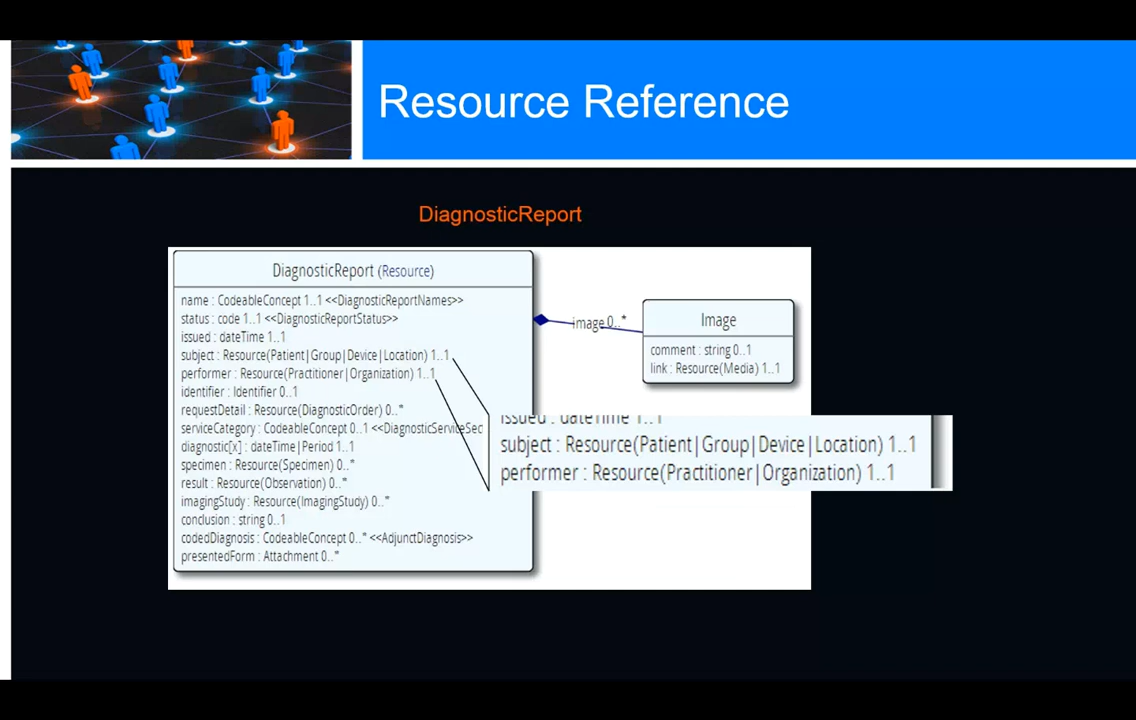 Resource Reference
DiagnosticReport
DiagnosticReport (Resource)
name : CodeableConcept 1..1 <<DiagnosticReportNames>>
status : code 1..1 <<DiagnosticReportStatus>>
issued : dateTime 1..1
subject : Resource(Patient|Group|Device|Location) 1..1
performer : Resource(Practitioner|Organization) 1..1
identifier : Identifier 0..1
requestDetail : Resource(DiagnosticOrder) 0..*
serviceCategory : CodeableConcept 0..1 <<DiagnosticServiceSec
diagnostic[x] : dateTime|Period 1..1
specimen : Resource(Specimen) 0..*
result : Resource(Observation) 0..*
imagingStudy : Resource(ImagingStudy) 0..*
conclusion : string 0..1
codedDiagnosis : CodeableConcept 0..* <<AdjunctDiagnosis>>
presentedForm : Attachment 0..*
image 0..*
Image
comment : string 0..1
link : Resource(Media) 1..1
issued : dateTime 1..1
subject : Resource(Patient|Group|Device|Location) 1..1
performer : Resource(Practitioner|Organization) 1..1